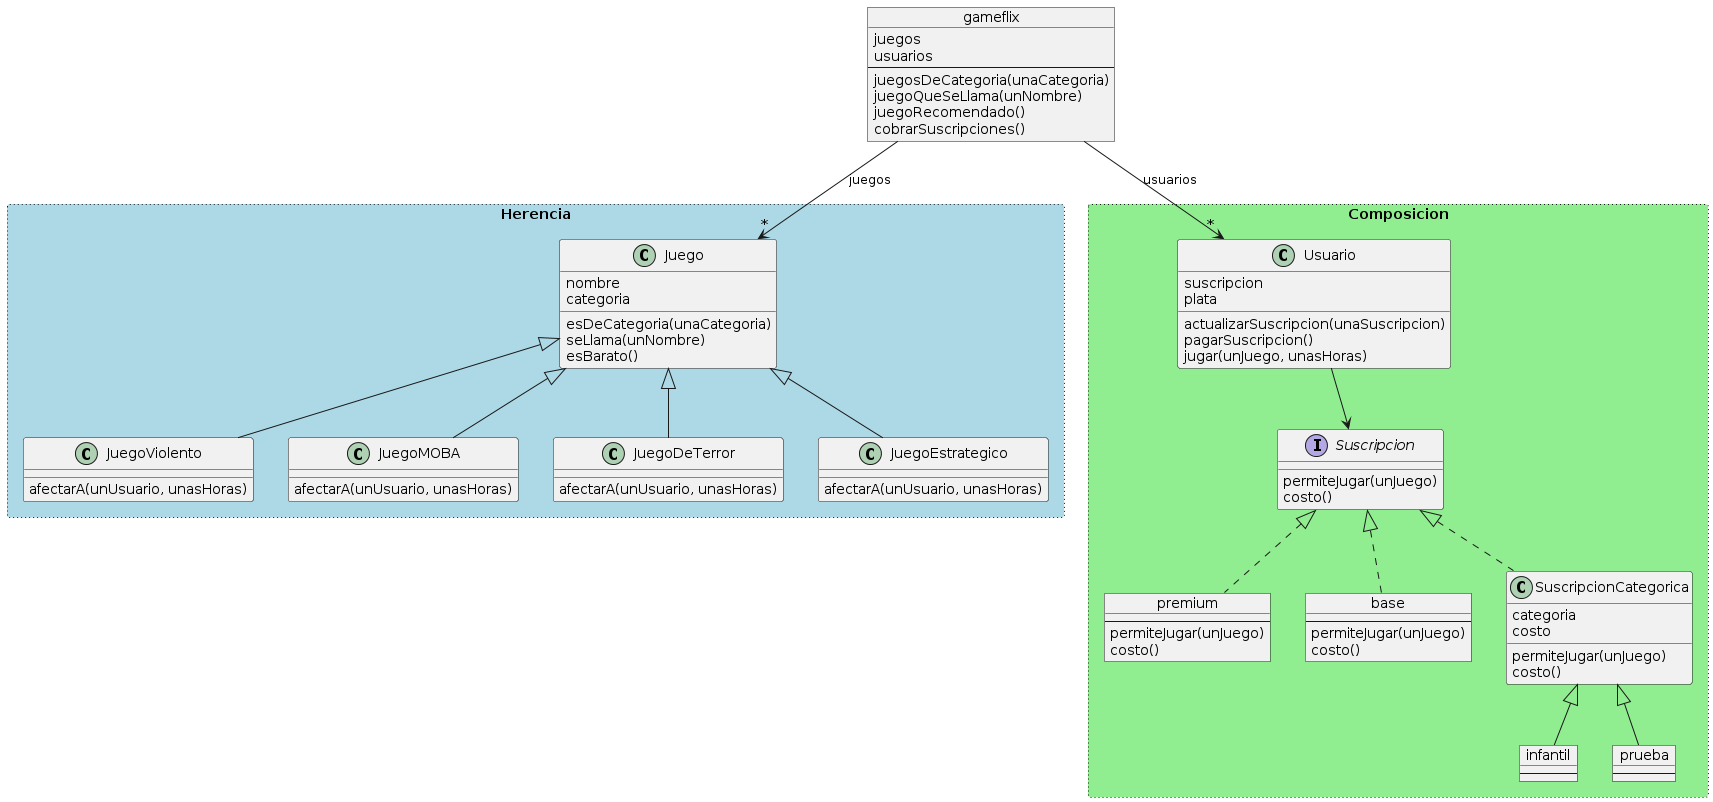 gameflix
juegos
usuarios
juegosDeCategoria(unaCategoria)
juegoQueSeLlama(unNombre)
juegoRecomendado()
cobrarSuscripciones()
juegos
usuarios
*
*
Herencia
C Juego
nombre
categoria
esDeCategoria(unaCategoria)
seLlama(unNombre)
esBarato()
C JuegoViolento
afectarA(unUsuario, unasHoras)
C JuegoMOBA
afectarA(unUsuario, unasHoras)
C JuegoDeTerror
afectarA(unUsuario, unasHoras)
C JuegoEstrategico
afectarA(unUsuario, unasHoras)
Composicion
C Usuario
suscripcion
plata
actualizarSuscripcion(unaSuscripcion)
pagarSuscripcion()
jugar(unJuego, unasHoras)
I Suscripcion
permiteJugar(unJuego)
costo()
premium
permiteJugar(unJuego)
costo()
base
permiteJugar(unJuego)
costo()
C SuscripcionCategorica
categoria
costo
permiteJugar(unJuego)
costo()
infantil
prueba